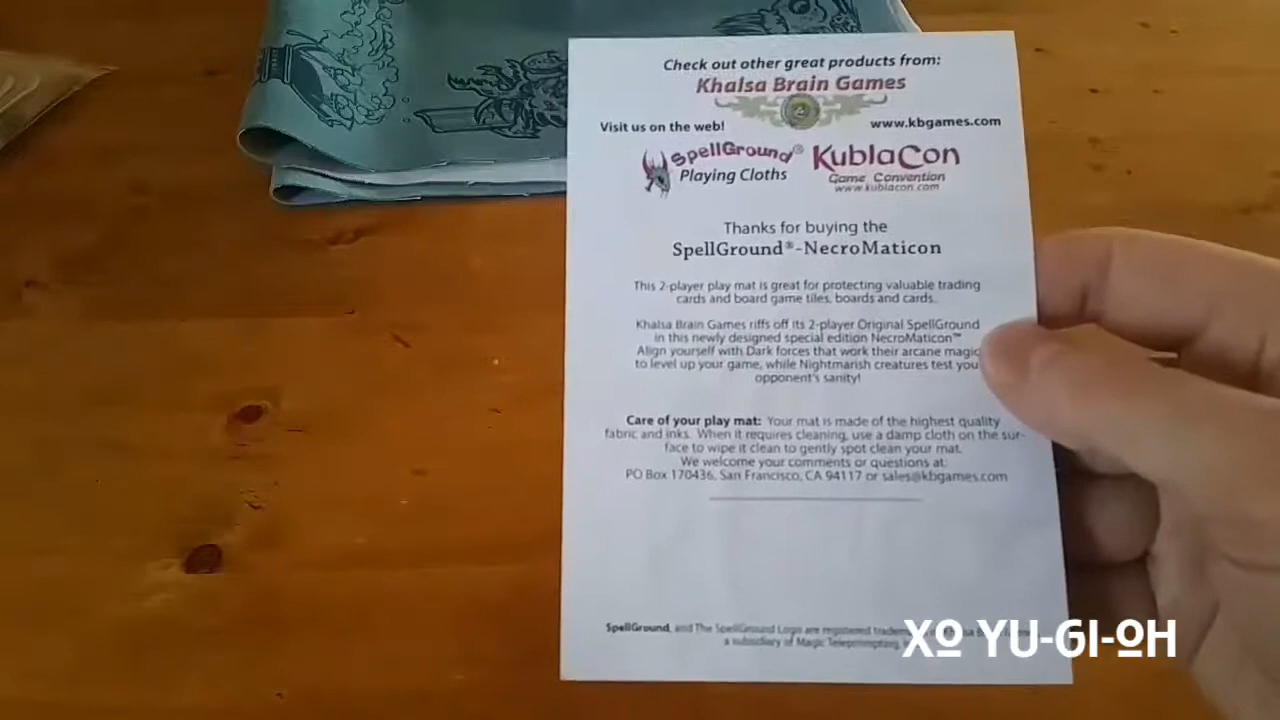 Check out other great products from:
Khalsa Brain Games
Visit us on the web!
www.kbgames.com
SpellGround®
Playing Cloths
KublaCon
Game Convention
www.kublacon.com
Thanks for buying the
SpellGround®-NecroMaticon
This 2-player play mat is great for protecting valuable trading
cards and board game tiles, boards and cards.
Khalsa Brain Games riffs off its 2-player Original SpellGround
in this newly designed special edition NecroMaticon™
Align yourself with Dark forces that work their arcane magic
to level up your game, while Nightmarish creatures test you
opponent's sanity!
Care of your play mat: Your mat is made of the highest quality
fabric and inks. When it requires cleaning, use a damp cloth on the sur-
face to wipe it clean to gently spot clean your mat.
We welcome your comments or questions at:
PO Box 170436, San Francisco, CA 94117 or sales@kbgames.com
SpellGround, and The SpellGround Logo are registered
a subsidiary of Magic Teleprompting,
XO YU-GI-OH